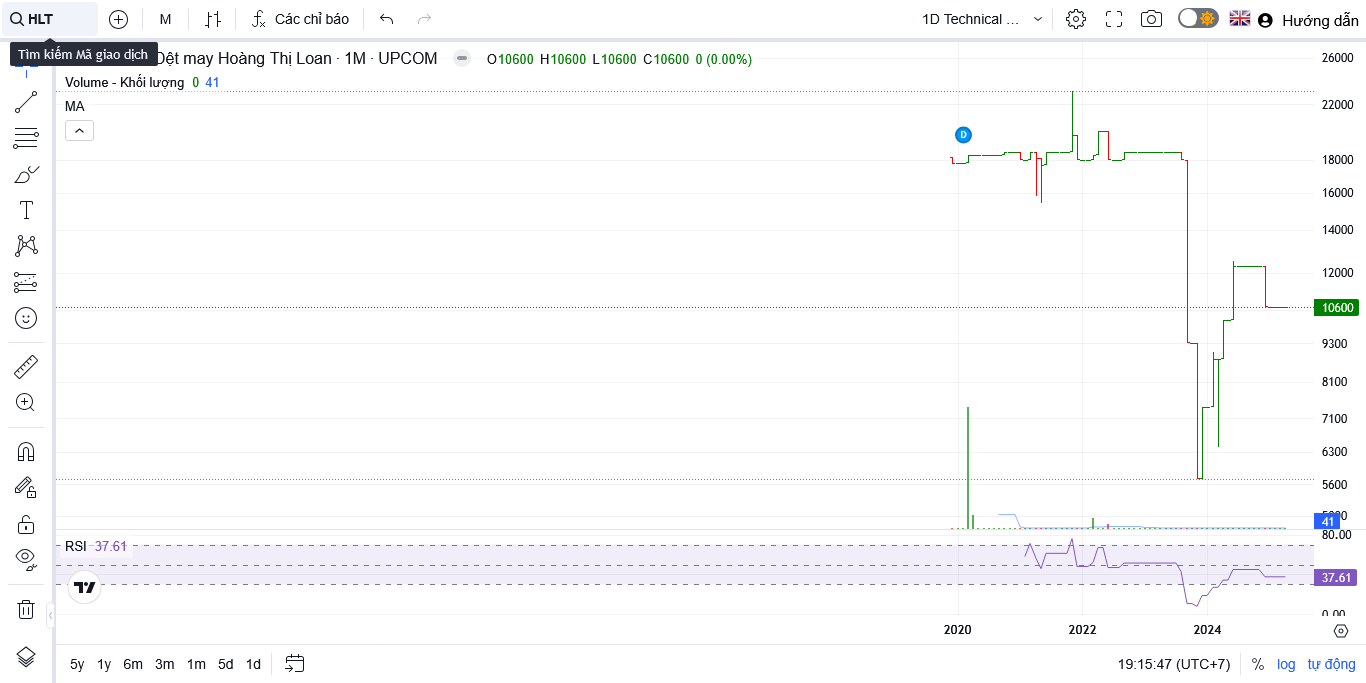 HLT
M
Các chỉ báo
1D Technical ...
Hướng dẫn
Tìm kiếm Mã giao dịch
Dệt may Hoàng Thị Loan · 1M · UPCOM
O10600 H10600 L10600 C10600 0 (0.00%)
Volume - Khối lượng 0 41
MA
D
26000
22000
18000
16000
14000
12000
10600
9300
8100
7100
6300
5600
41
80.00
RSI 37.61
37.61
0.00
2020
2022
2024
5y 1y 6m 3m 1m 5d 1d
19:15:47 (UTC+7)
%
log
tự động